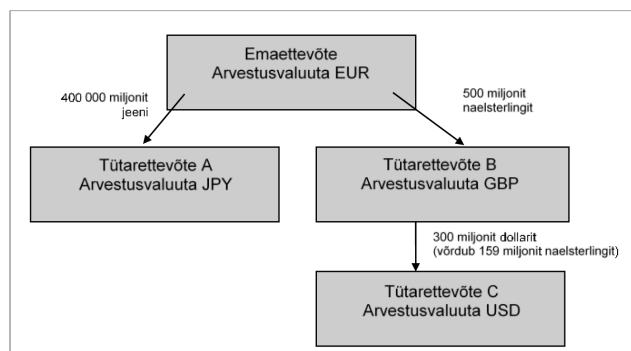 Emaettevõte
Arvestusvaluuta EUR
400 000 miljonit
jeeni
500 miljonit
naelsterlingit
Tütarettevõte A
Arvestusvaluuta JPY
Tütarettevõte B
Arvestusvaluuta GBP
300 miljonit dollarit
(võrdub 159 miljonit naelsterlingit)
Tütarettevõte C
Arvestusvaluuta USD